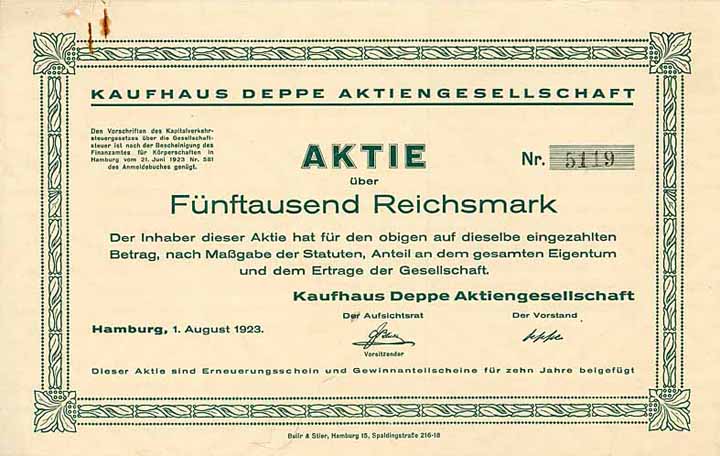 KAUFHAUS DEPPE AKTIENGESELLSCHAFT
Den Vorschriften des Kapitalverkehr-
steuergesetzes über die Gesellschaft-
steuer ist nach der Bescheinigung des
Finanzamtes für Körperschaften in
Hamburg vom 21. Juni 1923 Nr. 581
des Anmeldebuches genügt.
AKTIE
Nr. 5119
über
Fünftausend Reichsmark
Der Inhaber dieser Aktie hat für den obigen auf dieselbe eingezahlten
Betrag, nach Maßgabe der Statuten, Anteil an dem gesamten Eigentum
und dem Ertrage der Gesellschaft.
Kaufhaus Deppe Aktiengesellschaft
Der Aufsichtsrat
Der Vorstand
Hamburg, 1. August 1923.
Vorsitzender
Dieser Aktie sind Erneuerungsschein und Gewinnanteilscheine für zehn Jahre beigefügt
& Stier, Hamburg 15, Spaldingstraße 216-18